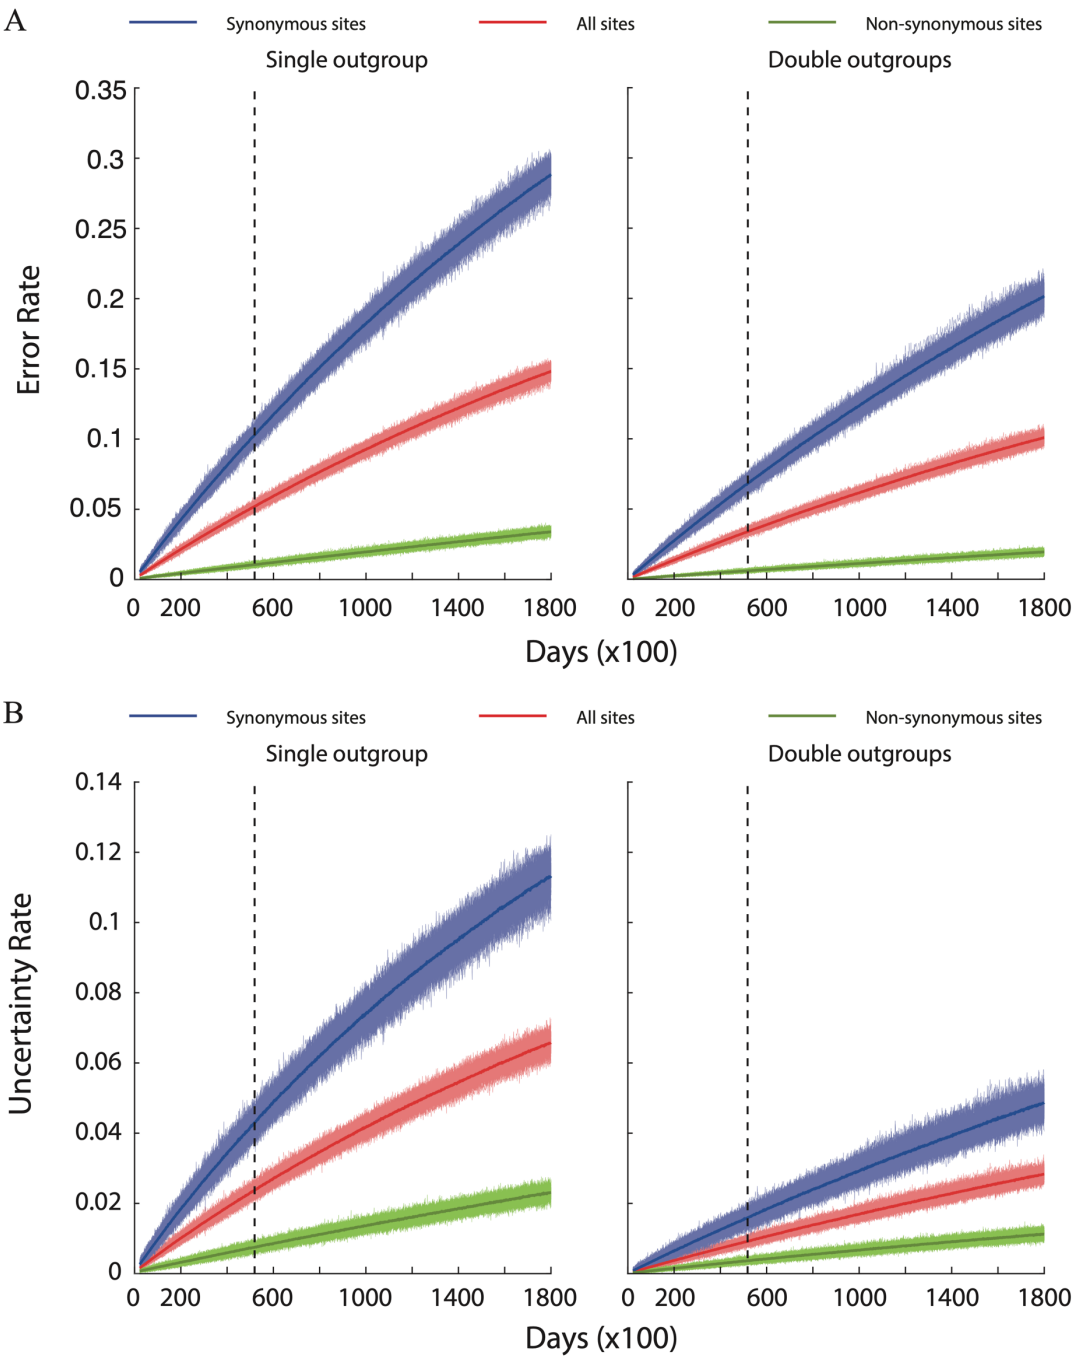 A
Synonymous sites All sites Non-synonymous sites
Single outgroup Double outgroups
0.35
0.3
0.25
0.2
0.15
0.1
0.05
0
Error Rate
0 200 600 1000 1400 1800 0 200 600 1000 1400 1800
Days (x100)
B
Synonymous sites All sites Non-synonymous sites
Single outgroup Double outgroups
0.14
0.12
0.1
0.08
0.06
0.04
0.02
0
Uncertainty Rate
0 200 600 1000 1400 1800 0 200 600 1000 1400 1800
Days (x100)